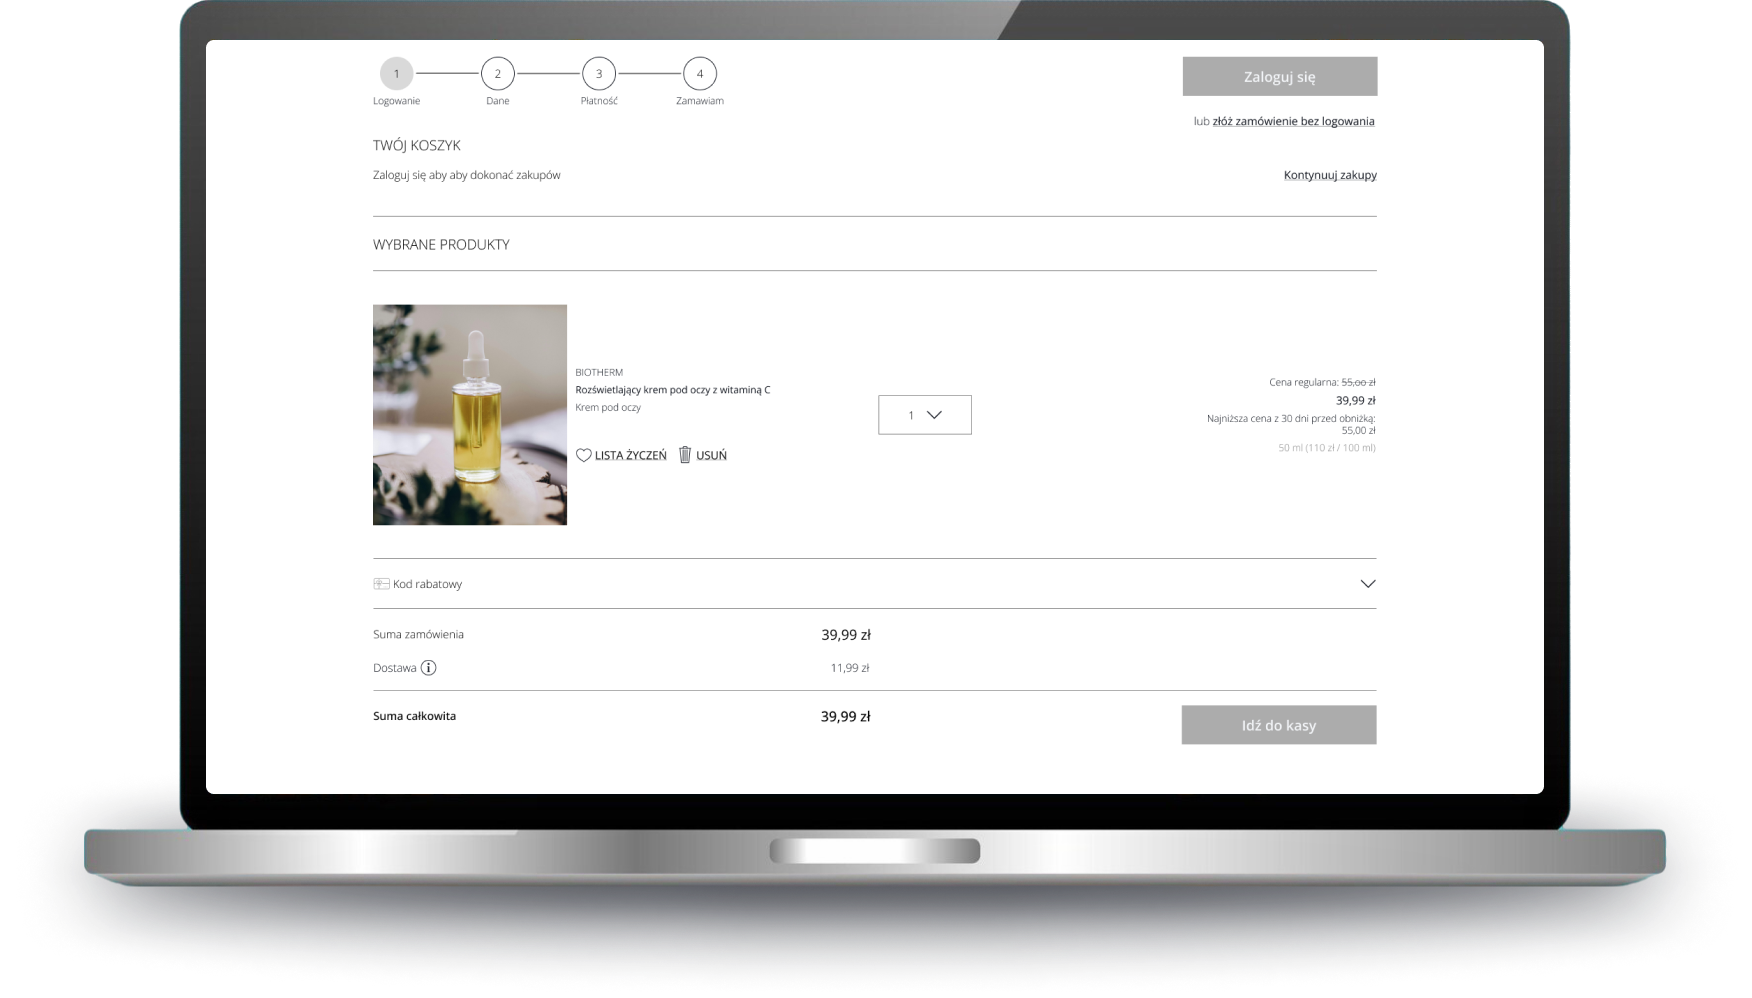 1
2
3
4
Logowanie
Dane
Płatność
Zamawiam
Zaloguj się
lub złóż zamówienie bez logowania
TWÓJ KOSZYK
Zaloguj się aby aby dokonać zakupów
Kontynuuj zakupy
WYBRANE PRODUKTY
BIOTHERM
Rozświetlający krem pod oczy z witaminą C
Krem pod oczy
LISTA ŻYCZEŃ
USUŃ
1
Cena regularna: 55,00 zł
39,99 zł
Najniższa cena z 30 dni przed obniżką:
55,00 zł
50 ml (110 zł / 100 ml)
Kod rabatowy
Suma zamówienia
39,99 zł
Dostawa
11,99 zł
Suma całkowita
39,99 zł
Idź do kasy